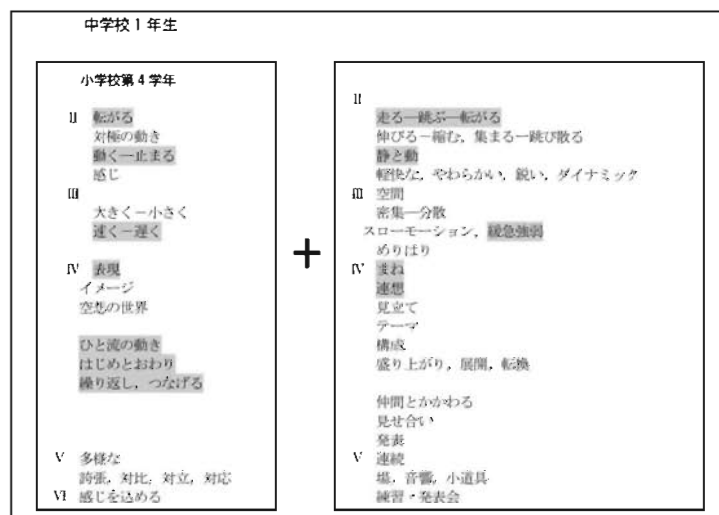 中学校1年生
小学校第4学年
II 転がる
対極の動き
動く―止まる
感じ
III
大きく－小さく
速く－遅く
IV 表現
イメージ
空想の世界
ひと流の動き
はじめとおわり
繰り返し，つなげる
V 多様な
誇張，対比，対立，対応
VI 感じを込める
+
II
走る―跳ぶ―転がる
伸びる－縮む，集まる－跳び散る
静と動
軽快な，やわらかい，鋭い，ダイナミック
III 空間
密集―分散
スローモーション，緩急強弱
めりはり
IV まね
連想
見立て
テーマ
構成
盛り上がり，展開，転換
仲間とかかわる
見せ合い
発表
V 連続
場，音響，小道具
練習・発表会